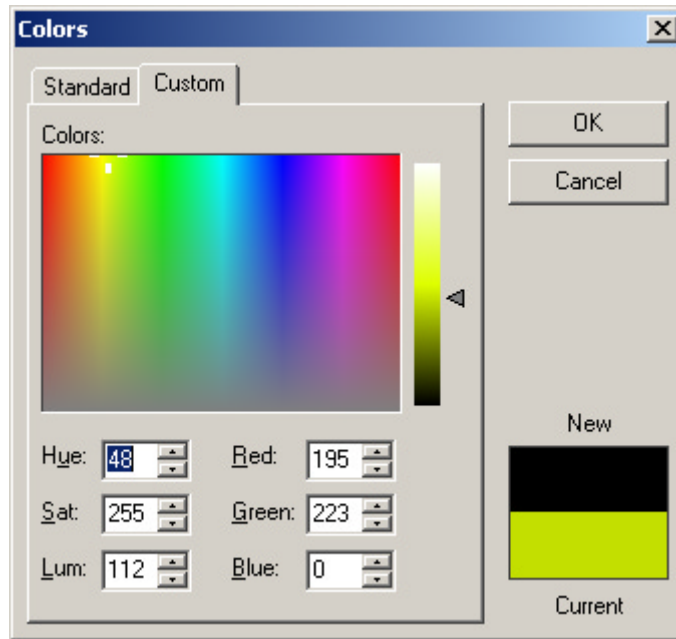 Colors
Standard Custom
OK
Colors:
Cancel
New
Hue: 48 Red: 195
Sat: 255 Green: 223
Lum: 112 Blue: 0
Current